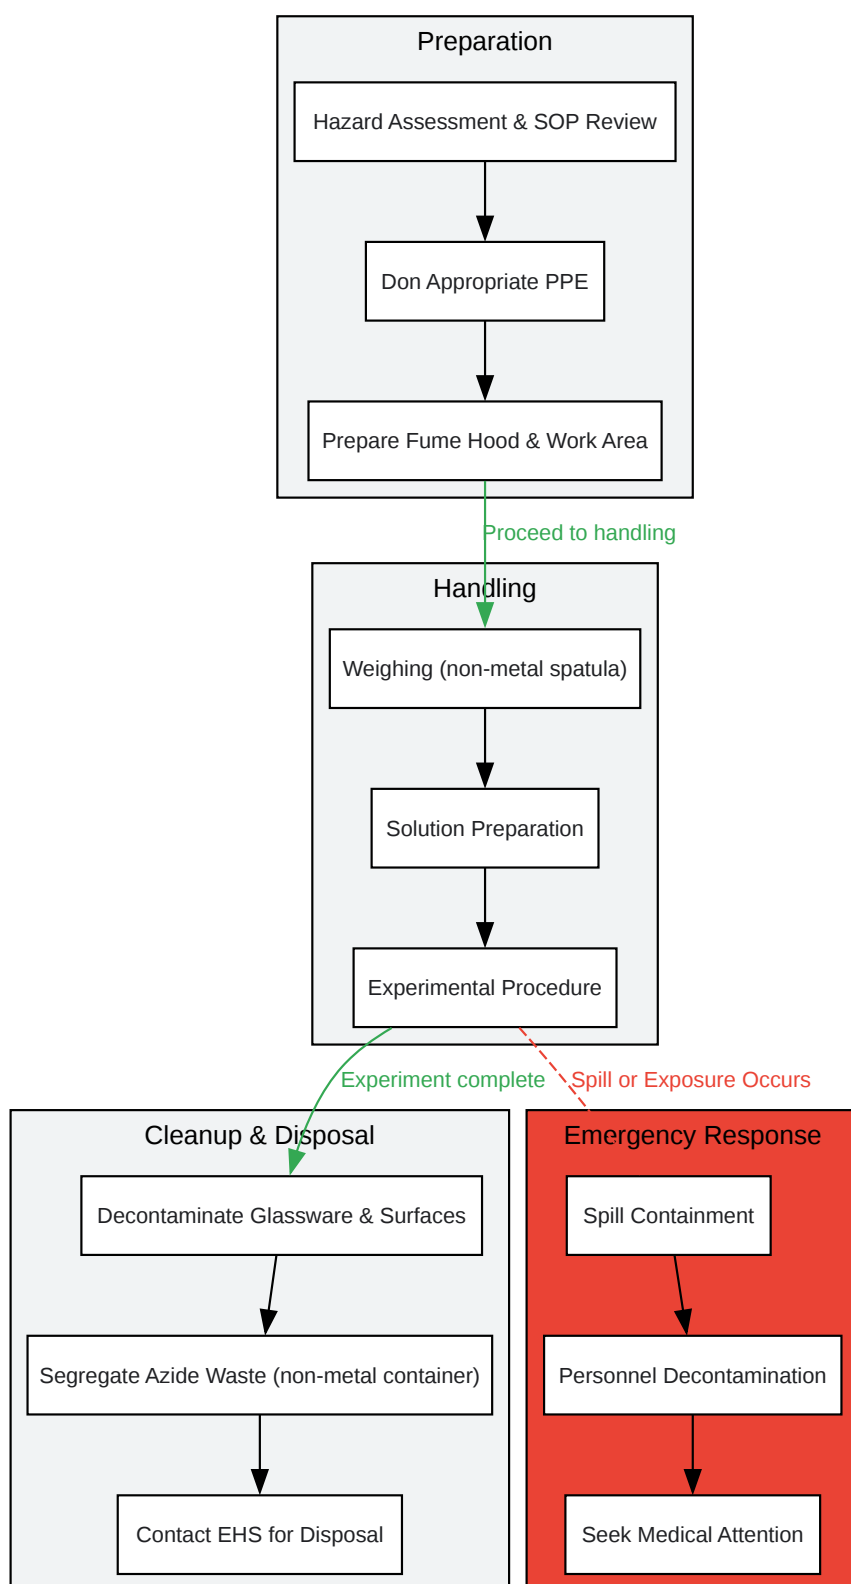 Preparation
Hazard Assessment & SOP Review
Don Appropriate PPE
Prepare Fume Hood & Work Area
Proceed to handling
Handling
Weighing (non-metal spatula)
Solution Preparation
Experimental Procedure
Experiment complete
Spill or Exposure Occurs
Cleanup & Disposal
Decontaminate Glassware & Surfaces
Segregate Azide Waste (non-metal container)
Contact EHS for Disposal
Emergency Response
Spill Containment
Personnel Decontamination
Seek Medical Attention